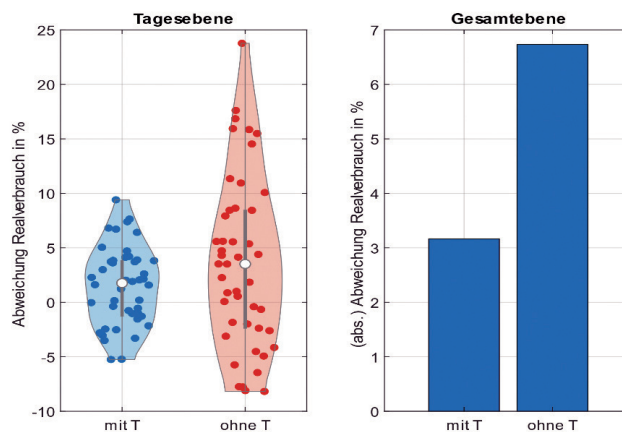 Tagesebene
Abweichung Realverbrauch in %
25
20
15
10
5
0
-5
-10
mit T
ohne T
Gesamtebene
(abs.) Abweichung Realverbrauch in %
7
6
5
4
3
2
1
0
mit T
ohne T